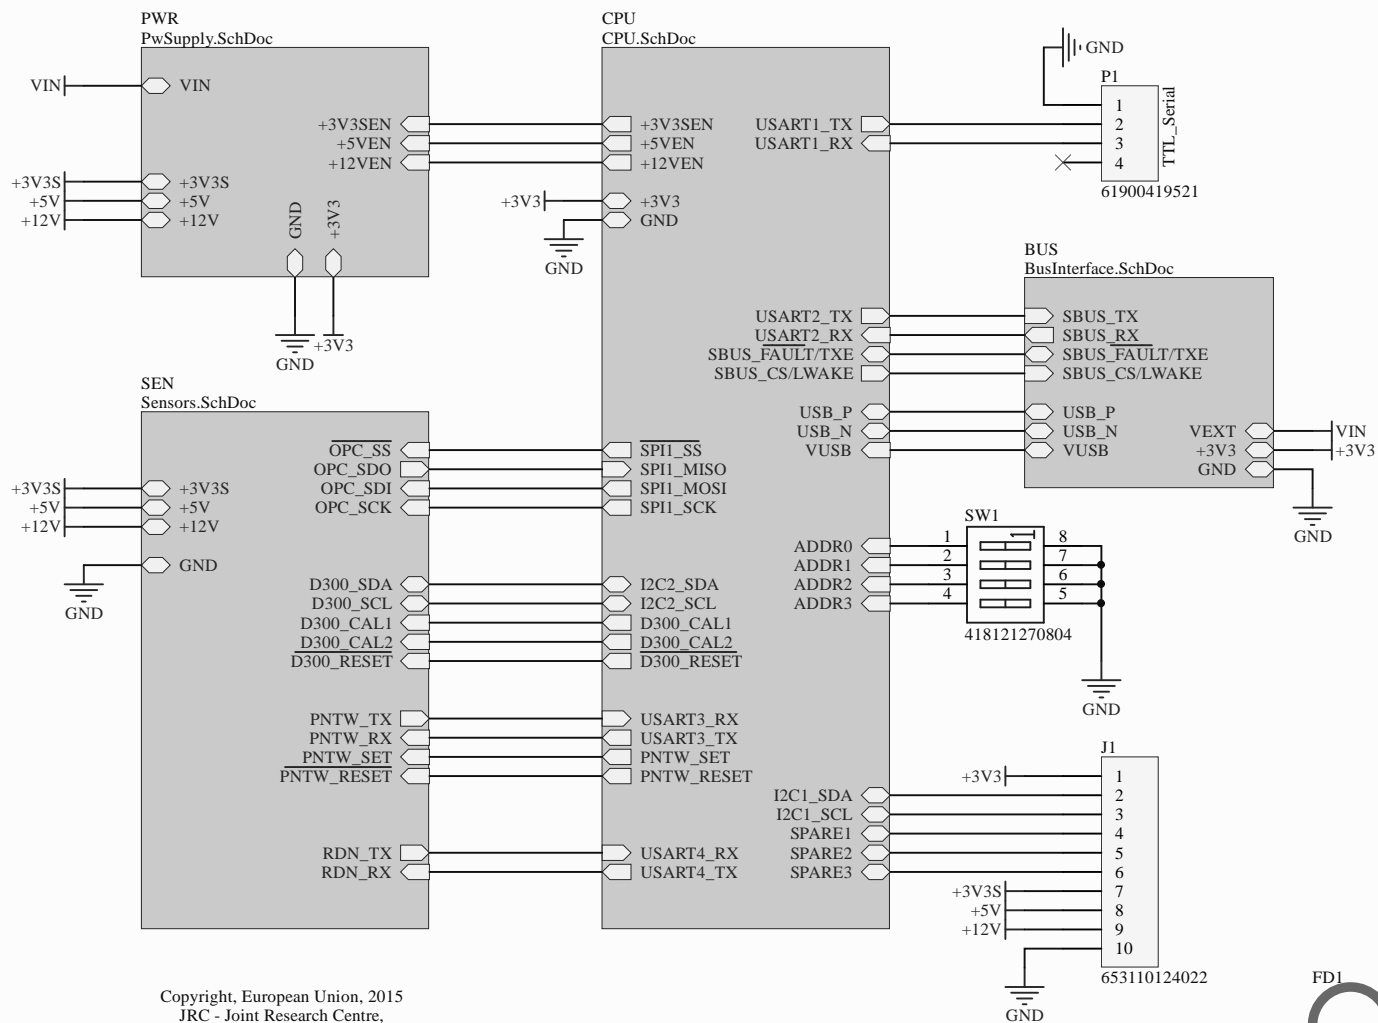 PWR
PwSupply.SchDoc
VIN
VIN
+3V3SEN
+5VEN
+12VEN
+3V3S
+3V3S
+5V
+5V
+12V
+12V
GND
+3V3
GND
+3V3
CPU
CPU.SchDoc
+3V3SEN
+5VEN
+12VEN
+3V3
+3V3
GND
GND
USART1_TX
USART1_RX
GND
P1
1
2
3
4
TTL_Serial
61900419521
BUS
BusInterface.SchDoc
USART2_TX
SBUS_TX
USART2_RX
SBUS_RX
SBUS_FAULT/TXE
SBUS_FAULT/TXE
SBUS_CS/LWAKE
SBUS_CS/LWAKE
USB_P
USB_P
USB_N
USB_N
VUSB
VUSB
VEXT
VIN
+3V3
+3V3
GND
GND
SEN
Sensors.SchDoc
OPC_SS
SPI1_SS
OPC_SDO
SPI1_MISO
OPC_SDI
SPI1_MOSI
OPC_SCK
SPI1_SCK
+3V3S
+3V3S
+5V
+5V
+12V
+12V
GND
GND
D300_SDA
I2C2_SDA
D300_SCL
I2C2_SCL
D300_CAL1
D300_CAL1
D300_CAL2
D300_CAL2
D300_RESET
D300_RESET
PNTW_TX
USART3_RX
PNTW_RX
USART3_TX
PNTW_SET
PNTW_SET
PNTW_RESET
PNTW_RESET
RDN_TX
USART4_RX
RDN_RX
USART4_TX
SW1
ADDR0
1
8
ADDR1
2
7
ADDR2
3
6
ADDR3
4
5
1
418121270804
GND
J1
+3V3
1
I2C1_SDA
2
I2C1_SCL
3
SPARE1
4
SPARE2
5
SPARE3
6
+3V3S
7
+5V
8
+12V
9
10
653110124022
GND
FD1
Copyright, European Union, 2015
JRC - Joint Research Centre,